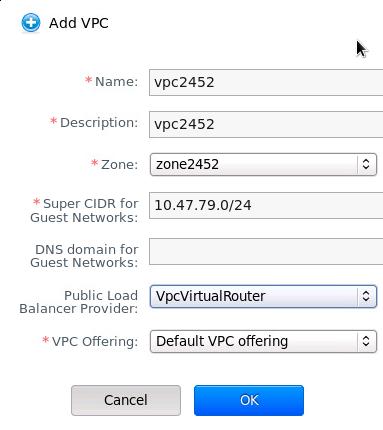 Add VPC
* Name: vpc2452
* Description: vpc2452
* Zone: zone2452
* Super CIDR for
Guest Networks: 10.47.79.0/24
DNS domain for
Guest Networks:
Public Load
Balancer Provider: VpcVirtualRouter
* VPC Offering: Default VPC offering
Cancel OK